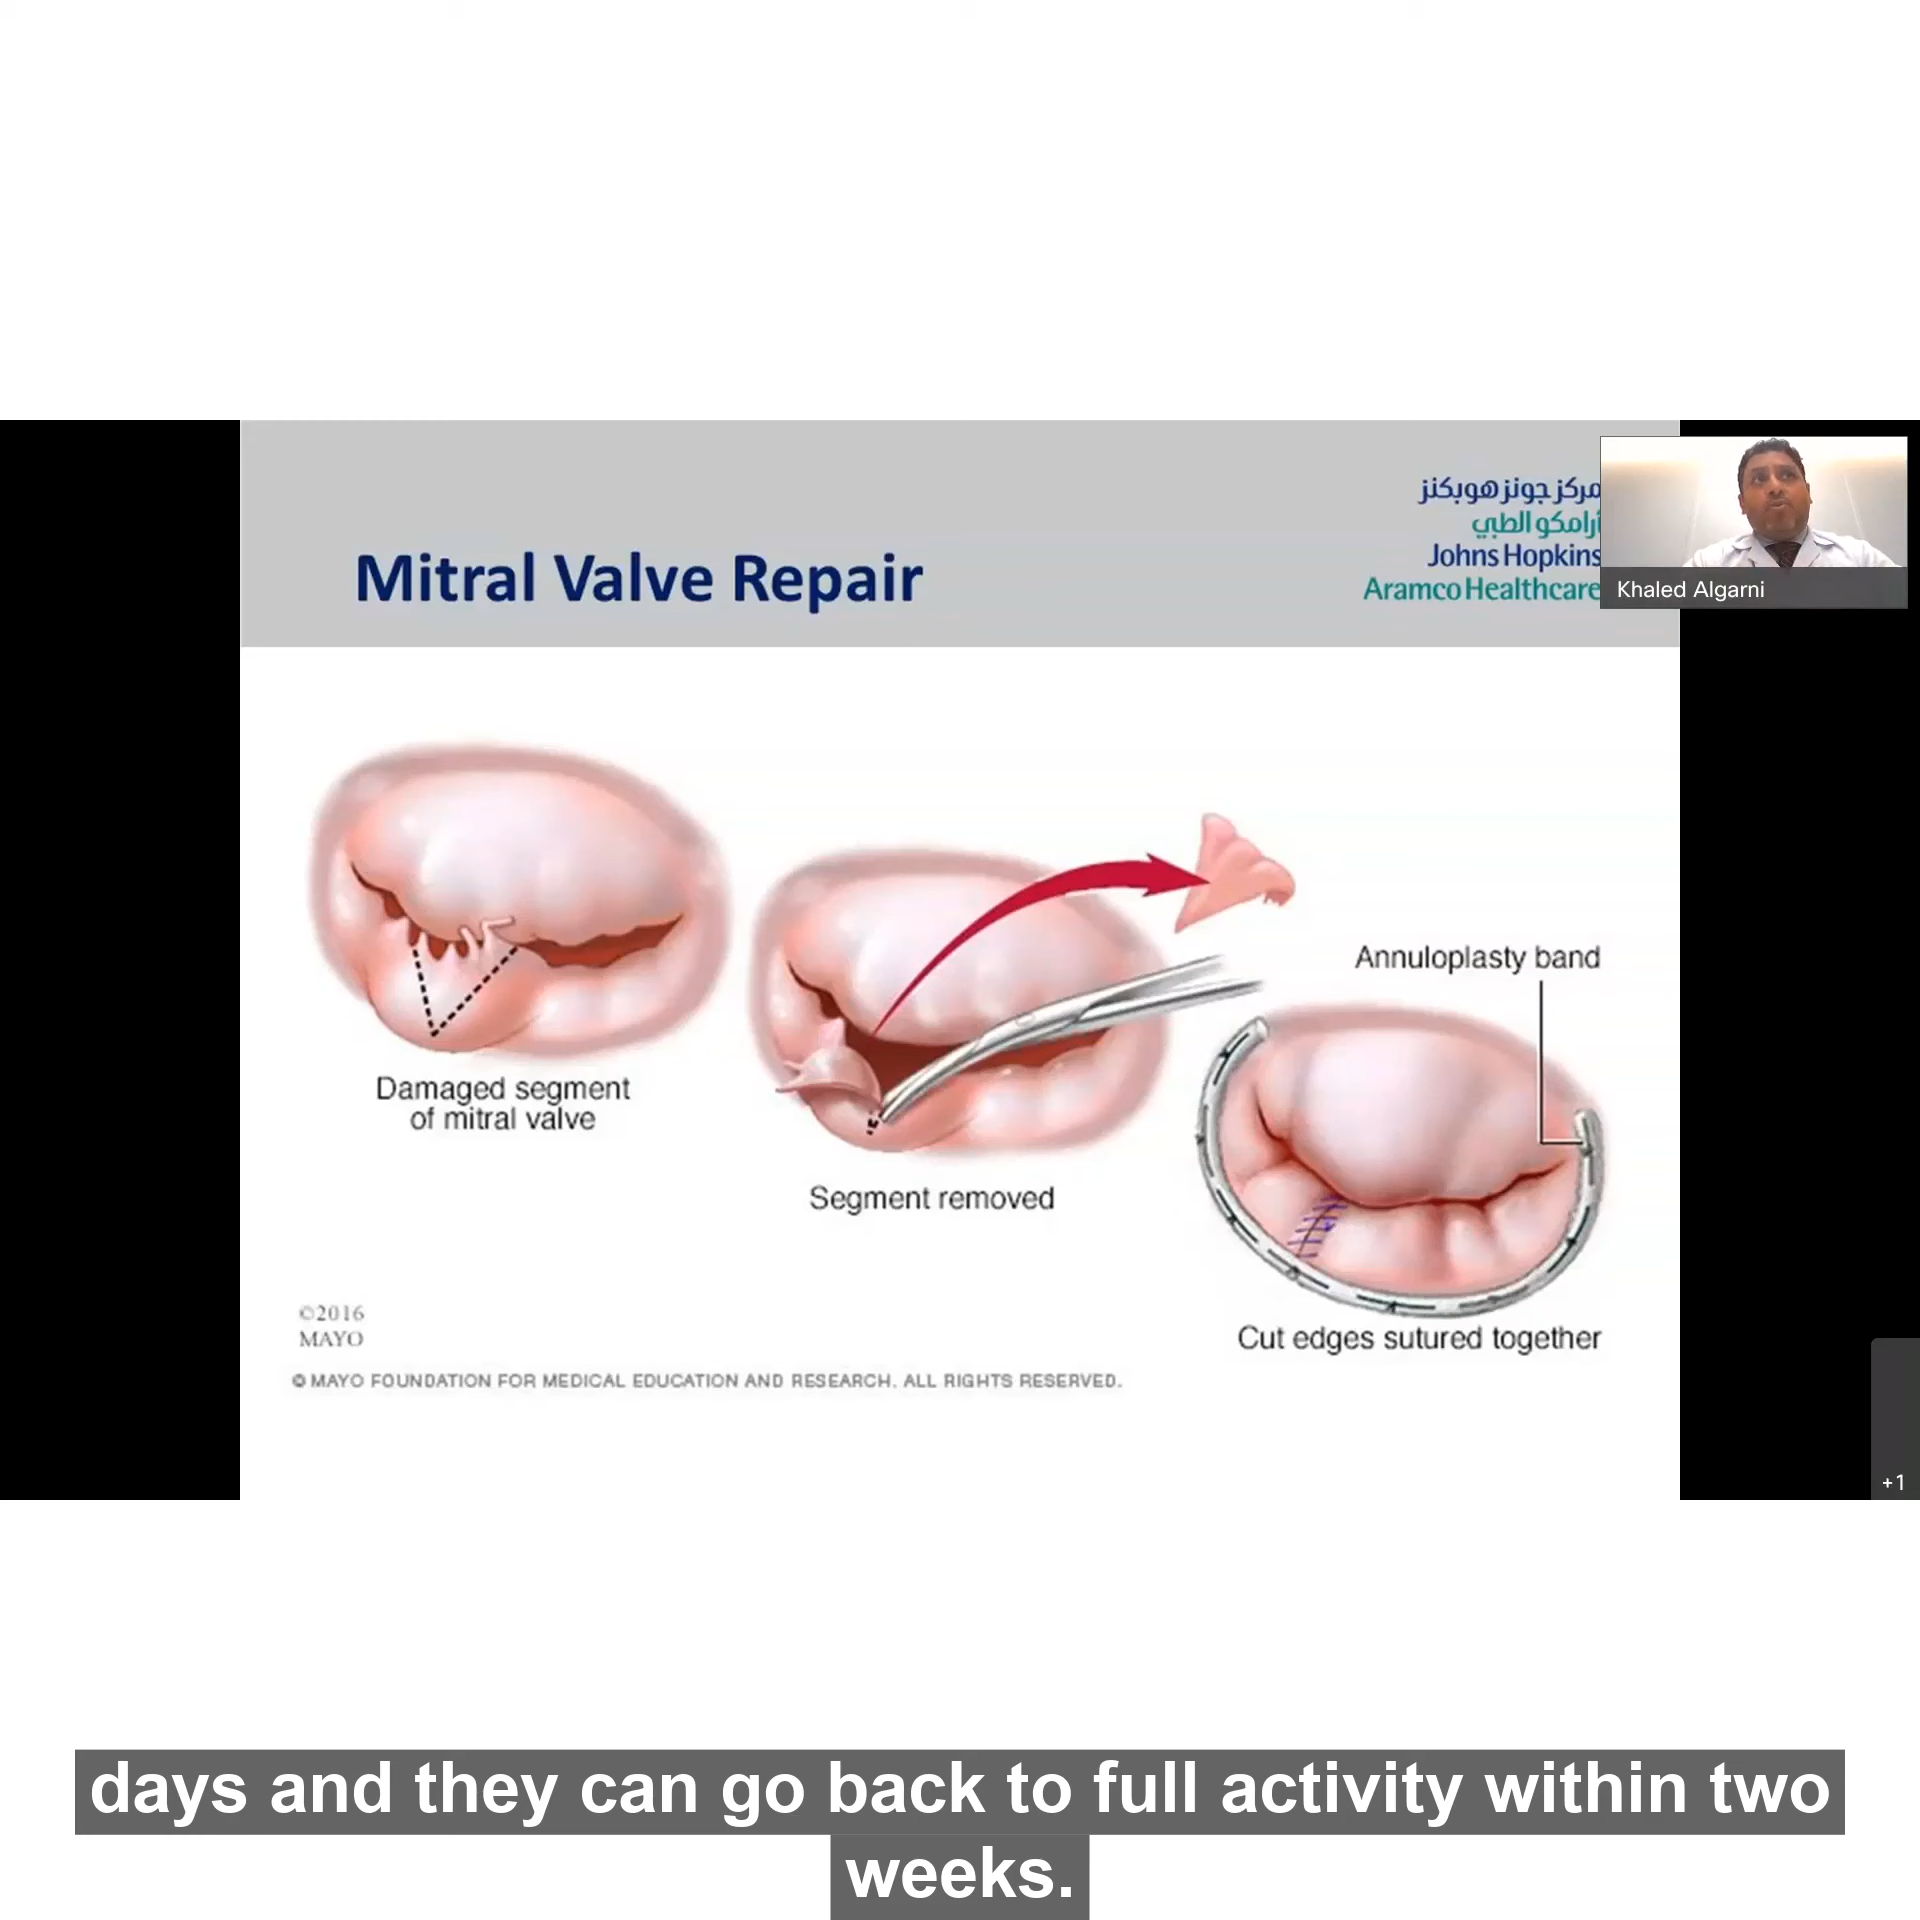 Mitral Valve Repair
مركز جونز هوبكنز
أرامكو الطبي
Johns Hopkins
Aramco Healthcare
Khaled Algarni
Damaged segment
of mitral valve
Segment removed
Annuloplasty band
Cut edges sutured together
©2016
MAYO
© MAYO FOUNDATION FOR MEDICAL EDUCATION AND RESEARCH. ALL RIGHTS RESERVED.
+1
days and they can go back to full activity within two
weeks.